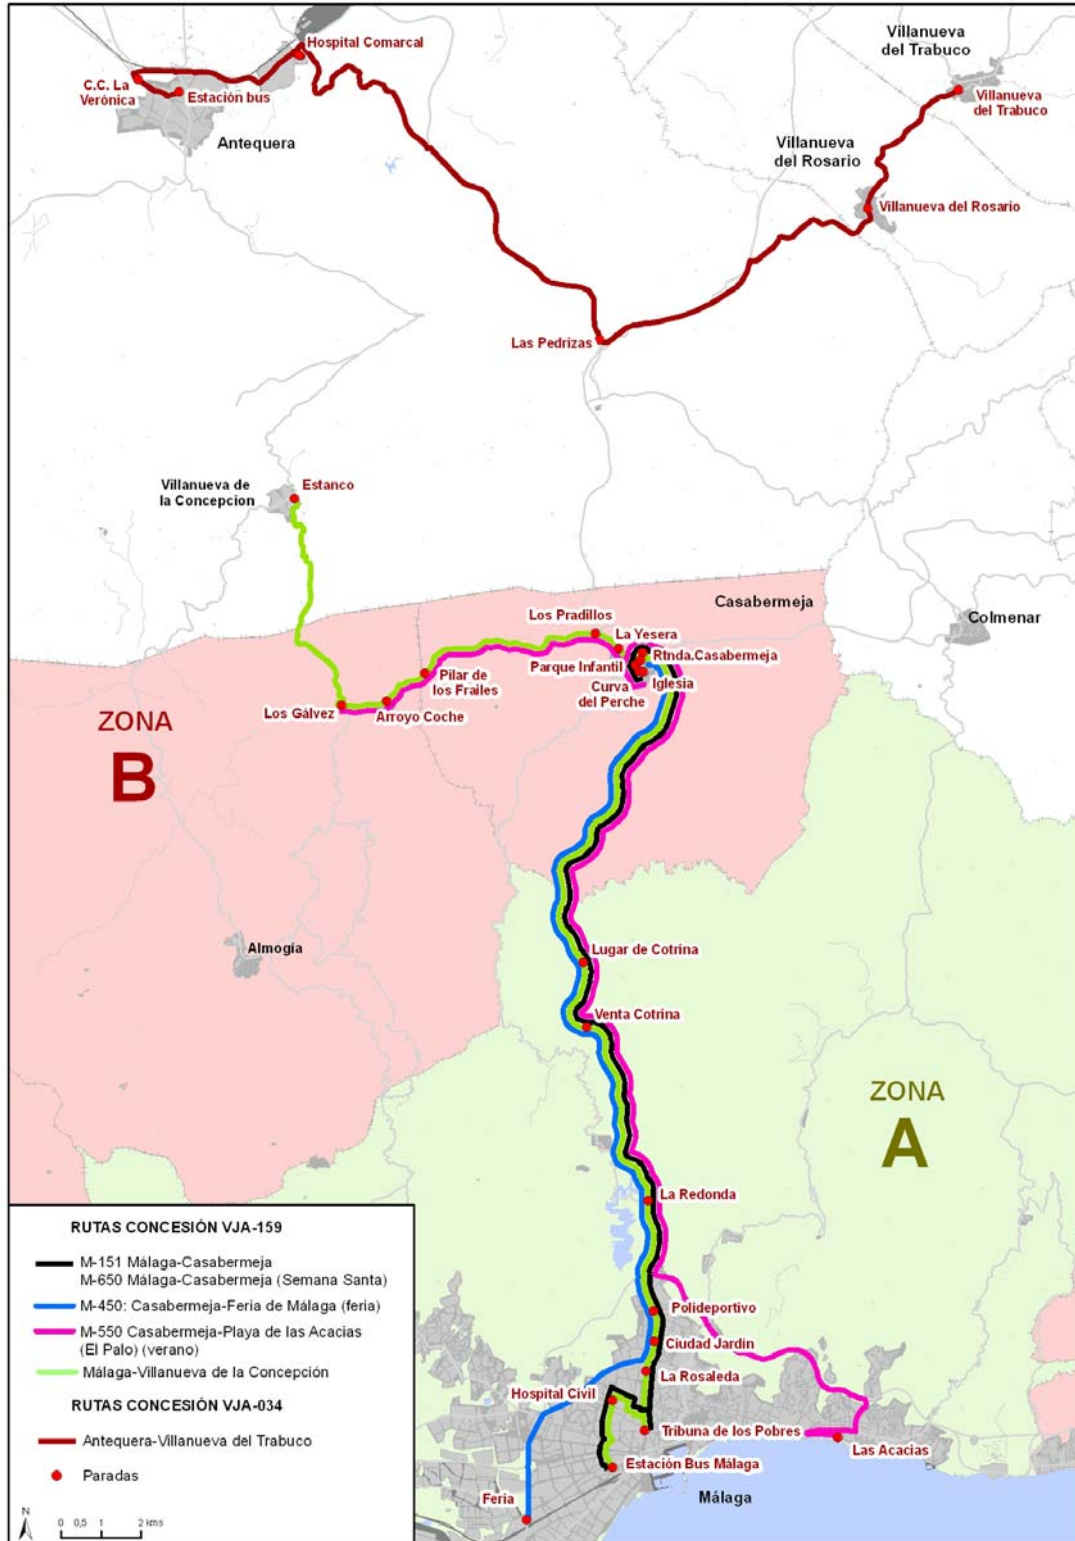 Hospital Comarcal
Villanueva
del Trabuco
C.C. La
Verónica
Estación bus
Villanueva
del Trabuco
Antequera
Villanueva
del Rosario
Villanueva del Rosario
Las Pedrizas
Villanueva de
la Concepcion
Estanco
Casabermeja
Los Pradillos
Colmenar
La Yesera
Rtnda.Casabermeja
Parque Infantil
Iglesia
Curva
del Perche
Pilar de
los Frailes
Los Gálvez
Arroyo Coche
ZONA
B
Almogía
Lugar de Cotrina
Venta Cotrina
ZONA
A
La Redonda
RUTAS CONCESIÓN VJA-159
M-151 Málaga-Casabermeja
M-650 Málaga-Casabermeja (Semana Santa)
M-450: Casabermeja-Feria de Málaga (feria)
M-550 Casabermeja-Playa de las Acacias
(El Palo) (verano)
Málaga-Villanueva de la Concepción
RUTAS CONCESIÓN VJA-034
Antequera-Villanueva del Trabuco
Paradas
N
0 0,5 1 2 kms
Polideportivo
Ciudad Jardín
La Rosaleda
Hospital Civil
Tribuna de los Pobres
Las Acacias
Estación Bus Málaga
Málaga
Feria